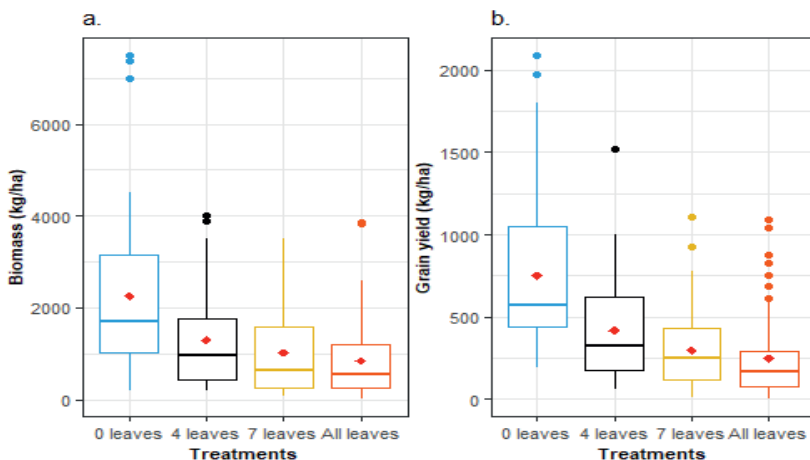 a.
Biomass (kg/ha)
6000
4000
2000
0
0 leaves 4 leaves 7 leaves All leaves
Treatments
b.
Grain yield (kg/ha)
2000
1500
1000
500
0
0 leaves 4 leaves 7 leaves All leaves
Treatments